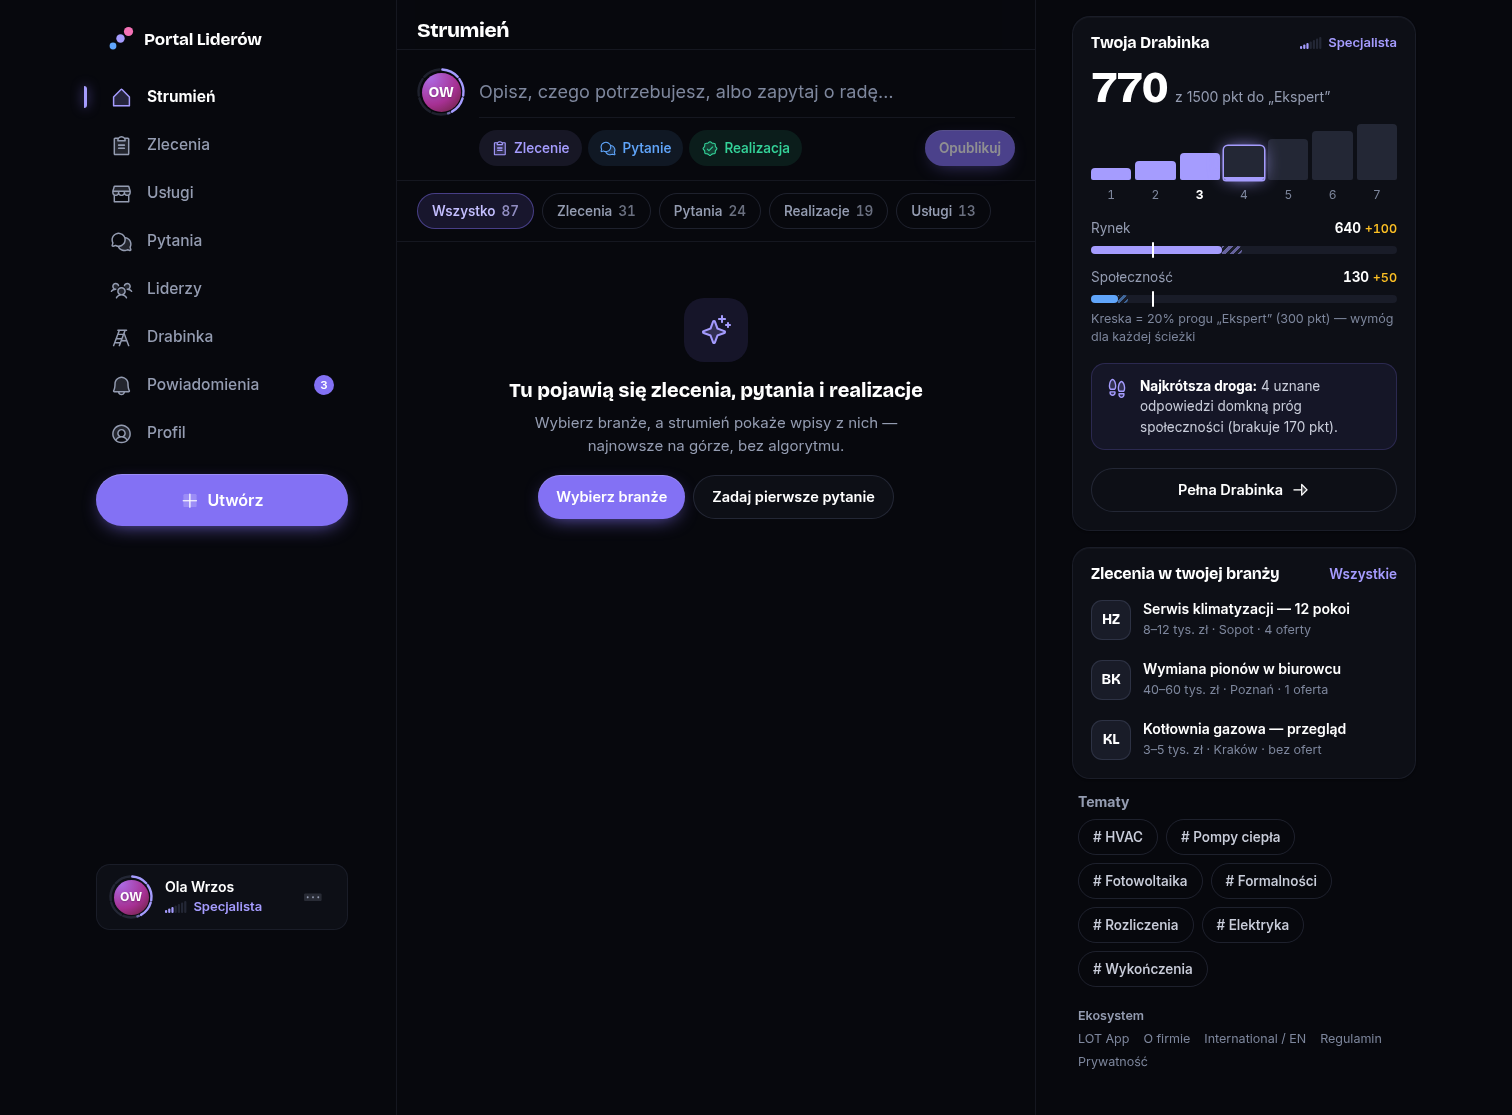 Portal Liderów
Strumień
Zlecenia
Usługi
Pytania
Liderzy
Drabinka
Powiadomienia 3
Profil
Utwórz
OW
Ola Wrzos
Specjalista
Strumień
OW
Opisz, czego potrzebujesz, albo zapytaj o radę...
Zlecenie Pytanie Realizacja Opublikuj
Wszystko 87 Zlecenia 31 Pytania 24 Realizacje 19 Usługi 13
Tu pojawią się zlecenia, pytania i realizacje
Wybierz branże, a strumień pokaże wpisy z nich —
najnowsze na górze, bez algorytmu.
Wybierz branże Zadaj pierwsze pytanie
Twoja Drabinka Specjalista
770 z 1500 pkt do „Ekspert”
1 2 3 4 5 6 7
Rynek 640 +100
Społeczność 130 +50
Kreska = 20% progu „Ekspert” (300 pkt) — wymóg
dla każdej ścieżki
Najkrótsza droga: 4 uznane
odpowiedzi domkną próg
społeczności (brakuje 170 pkt).
Pełna Drabinka
Zlecenia w twojej branży Wszystkie
HZ
Serwis klimatyzacji — 12 pokoi
8–12 tys. zł · Sopot · 4 oferty
BK
Wymiana pionów w biurowcu
40–60 tys. zł · Poznań · 1 oferta
KL
Kotłownia gazowa — przegląd
3–5 tys. zł · Kraków · bez ofert
Tematy
# HVAC # Pompy ciepła
# Fotowoltaika # Formalności
# Rozliczenia # Elektryka
# Wykończenia
Ekosystem
LOT App O firmie International / EN Regulamin
Prywatność